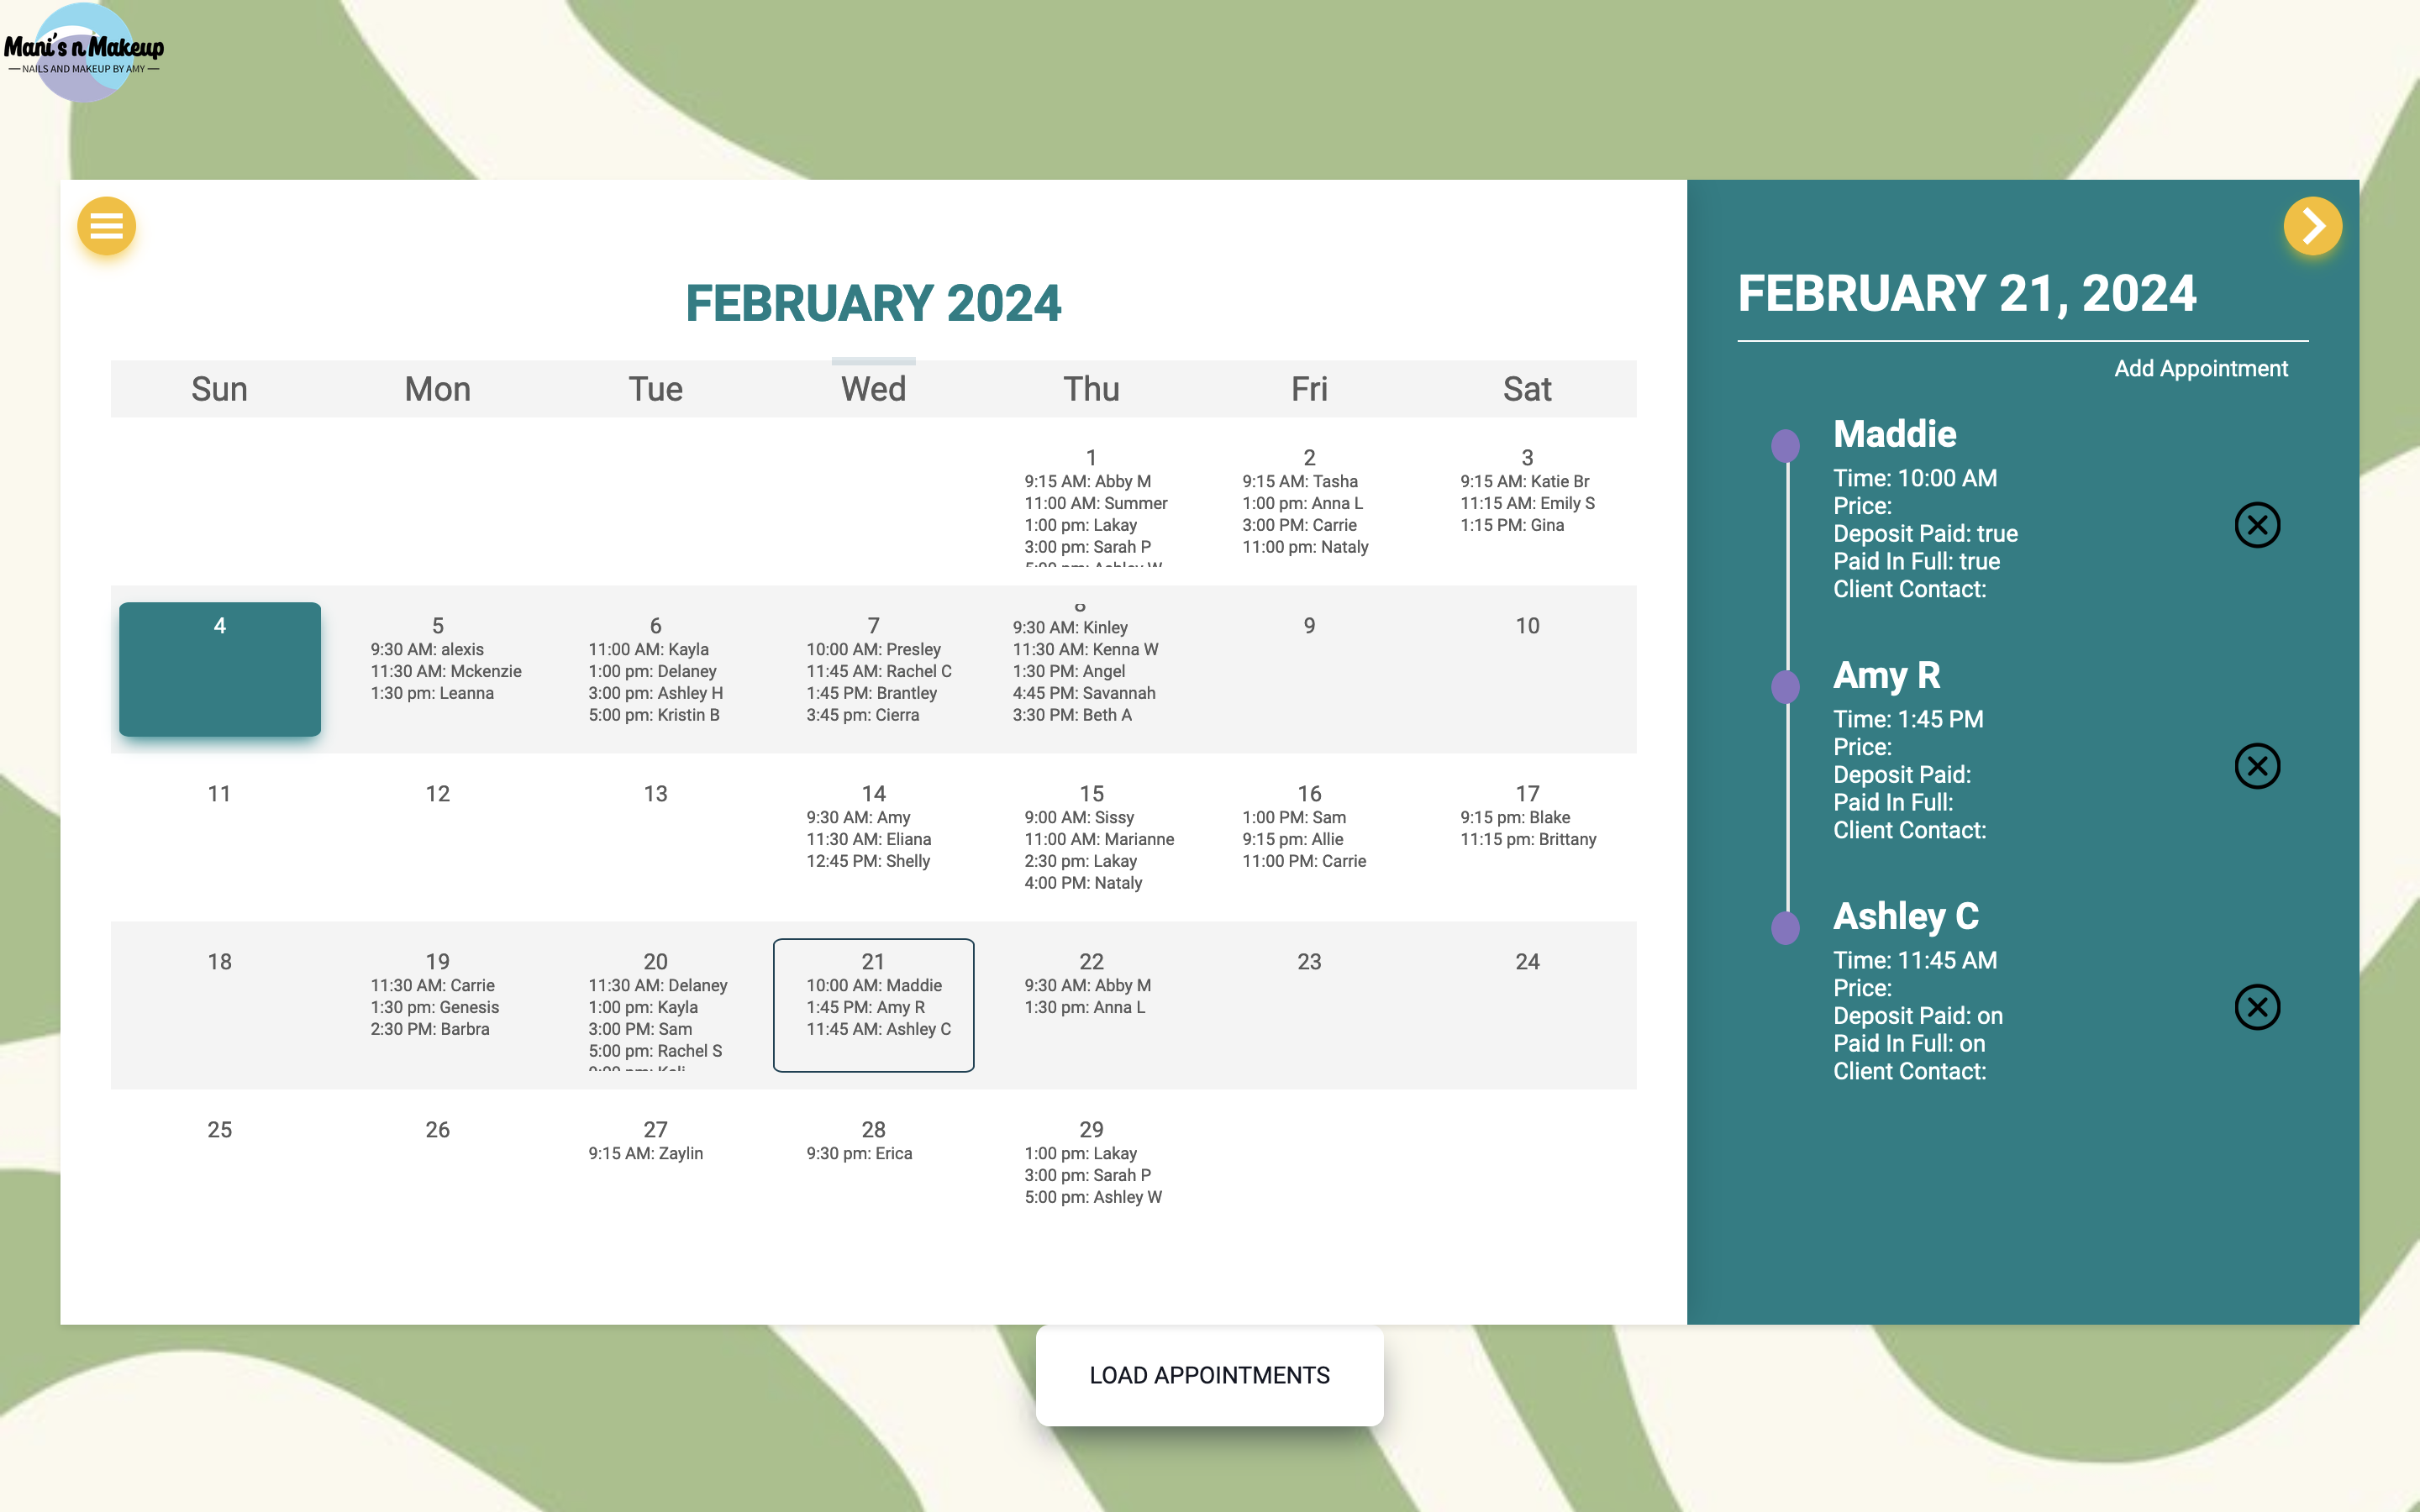 Mani's n Makeup
NAILS AND MAKEUP BY AMY
FEBRUARY 2024
Sun Mon Tue Wed Thu Fri Sat
1
9:15 AM: Abby M
11:00 AM: Summer
1:00 pm: Lakay
3:00 pm: Sarah P
5:00 pm: Ashley W
2
9:15 AM: Tasha
1:00 pm: Anna L
3:00 PM: Carrie
11:00 pm: Nataly
3
9:15 AM: Katie Br
11:15 AM: Emily S
1:15 PM: Gina
4
5
9:30 AM: alexis
11:30 AM: Mckenzie
1:30 pm: Leanna
6
11:00 AM: Kayla
1:00 pm: Delaney
3:00 pm: Ashley H
5:00 pm: Kristin B
7
10:00 AM: Presley
11:45 AM: Rachel C
1:45 PM: Brantley
3:45 pm: Cierra
8
9:30 AM: Kinley
11:30 AM: Kenna W
1:30 PM: Angel
4:45 PM: Savannah
3:30 PM: Beth A
9
10
11
12
13
14
9:30 AM: Amy
11:30 AM: Eliana
12:45 PM: Shelly
15
9:00 AM: Sissy
11:00 AM: Marianne
2:30 pm: Lakay
4:00 PM: Nataly
16
1:00 PM: Sam
9:15 pm: Allie
11:00 PM: Carrie
17
9:15 pm: Blake
11:15 pm: Brittany
18
19
11:30 AM: Carrie
1:30 pm: Genesis
2:30 PM: Barbra
20
11:30 AM: Delaney
1:00 pm: Kayla
3:00 PM: Sam
5:00 pm: Rachel S
21
10:00 AM: Maddie
1:45 PM: Amy R
11:45 AM: Ashley C
22
9:30 AM: Abby M
1:30 pm: Anna L
23
24
25
26
27
9:15 AM: Zaylin
28
9:30 pm: Erica
29
1:00 pm: Lakay
3:00 pm: Sarah P
5:00 pm: Ashley W
FEBRUARY 21, 2024
Add Appointment
Maddie
Time: 10:00 AM
Price:
Deposit Paid: true
Paid In Full: true
Client Contact:
Amy R
Time: 1:45 PM
Price:
Deposit Paid:
Paid In Full:
Client Contact:
Ashley C
Time: 11:45 AM
Price:
Deposit Paid: on
Paid In Full: on
Client Contact:
LOAD APPOINTMENTS